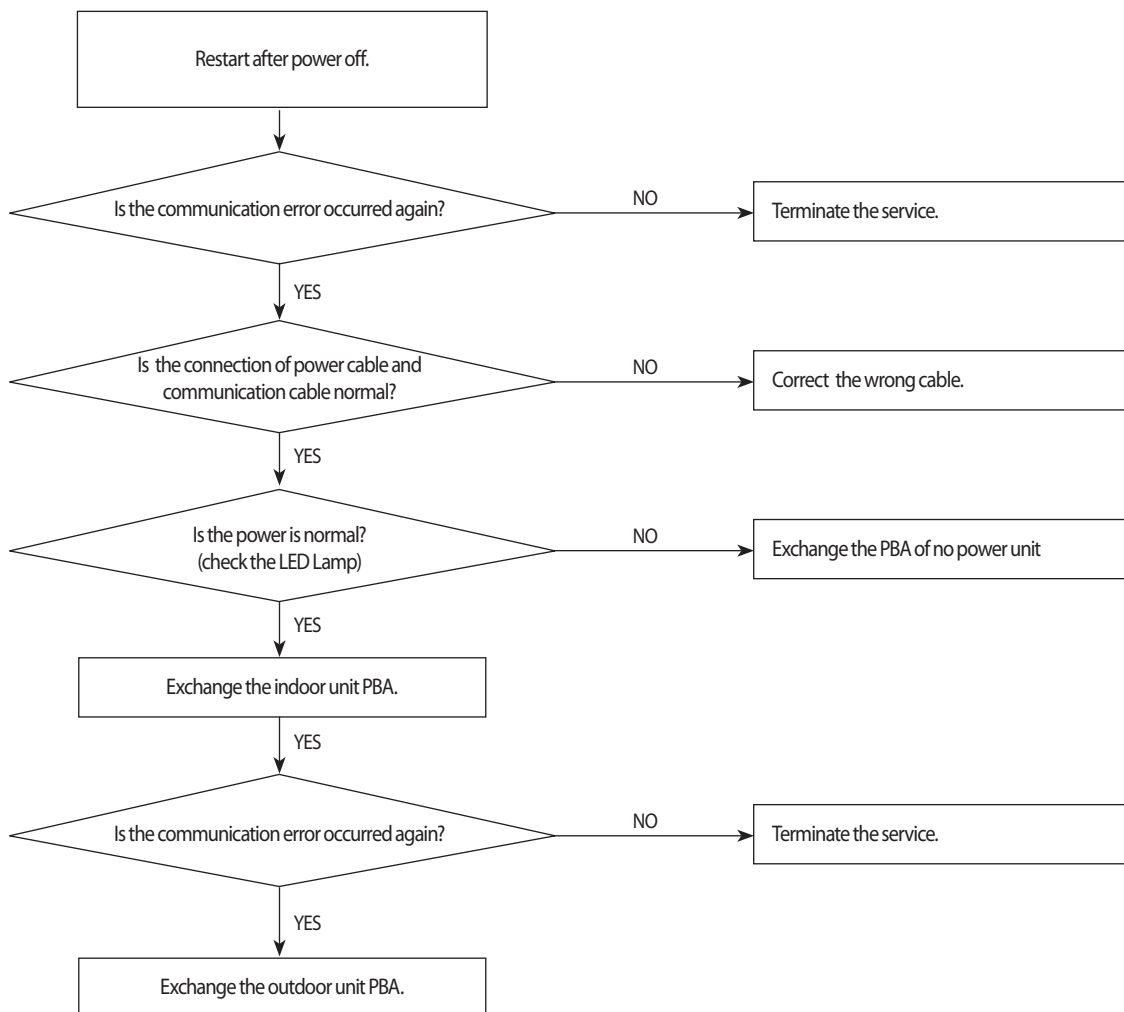 Restart after power off.
Is the communication error occurred again?
NO
Terminate the service.
YES
Is the connection of power cable and
communication cable normal?
NO
Correct the wrong cable.
YES
Is the power is normal?
(check the LED Lamp)
NO
Exchange the PBA of no power unit
YES
Exchange the indoor unit PBA.
YES
Is the communication error occurred again?
NO
Terminate the service.
YES
Exchange the outdoor unit PBA.